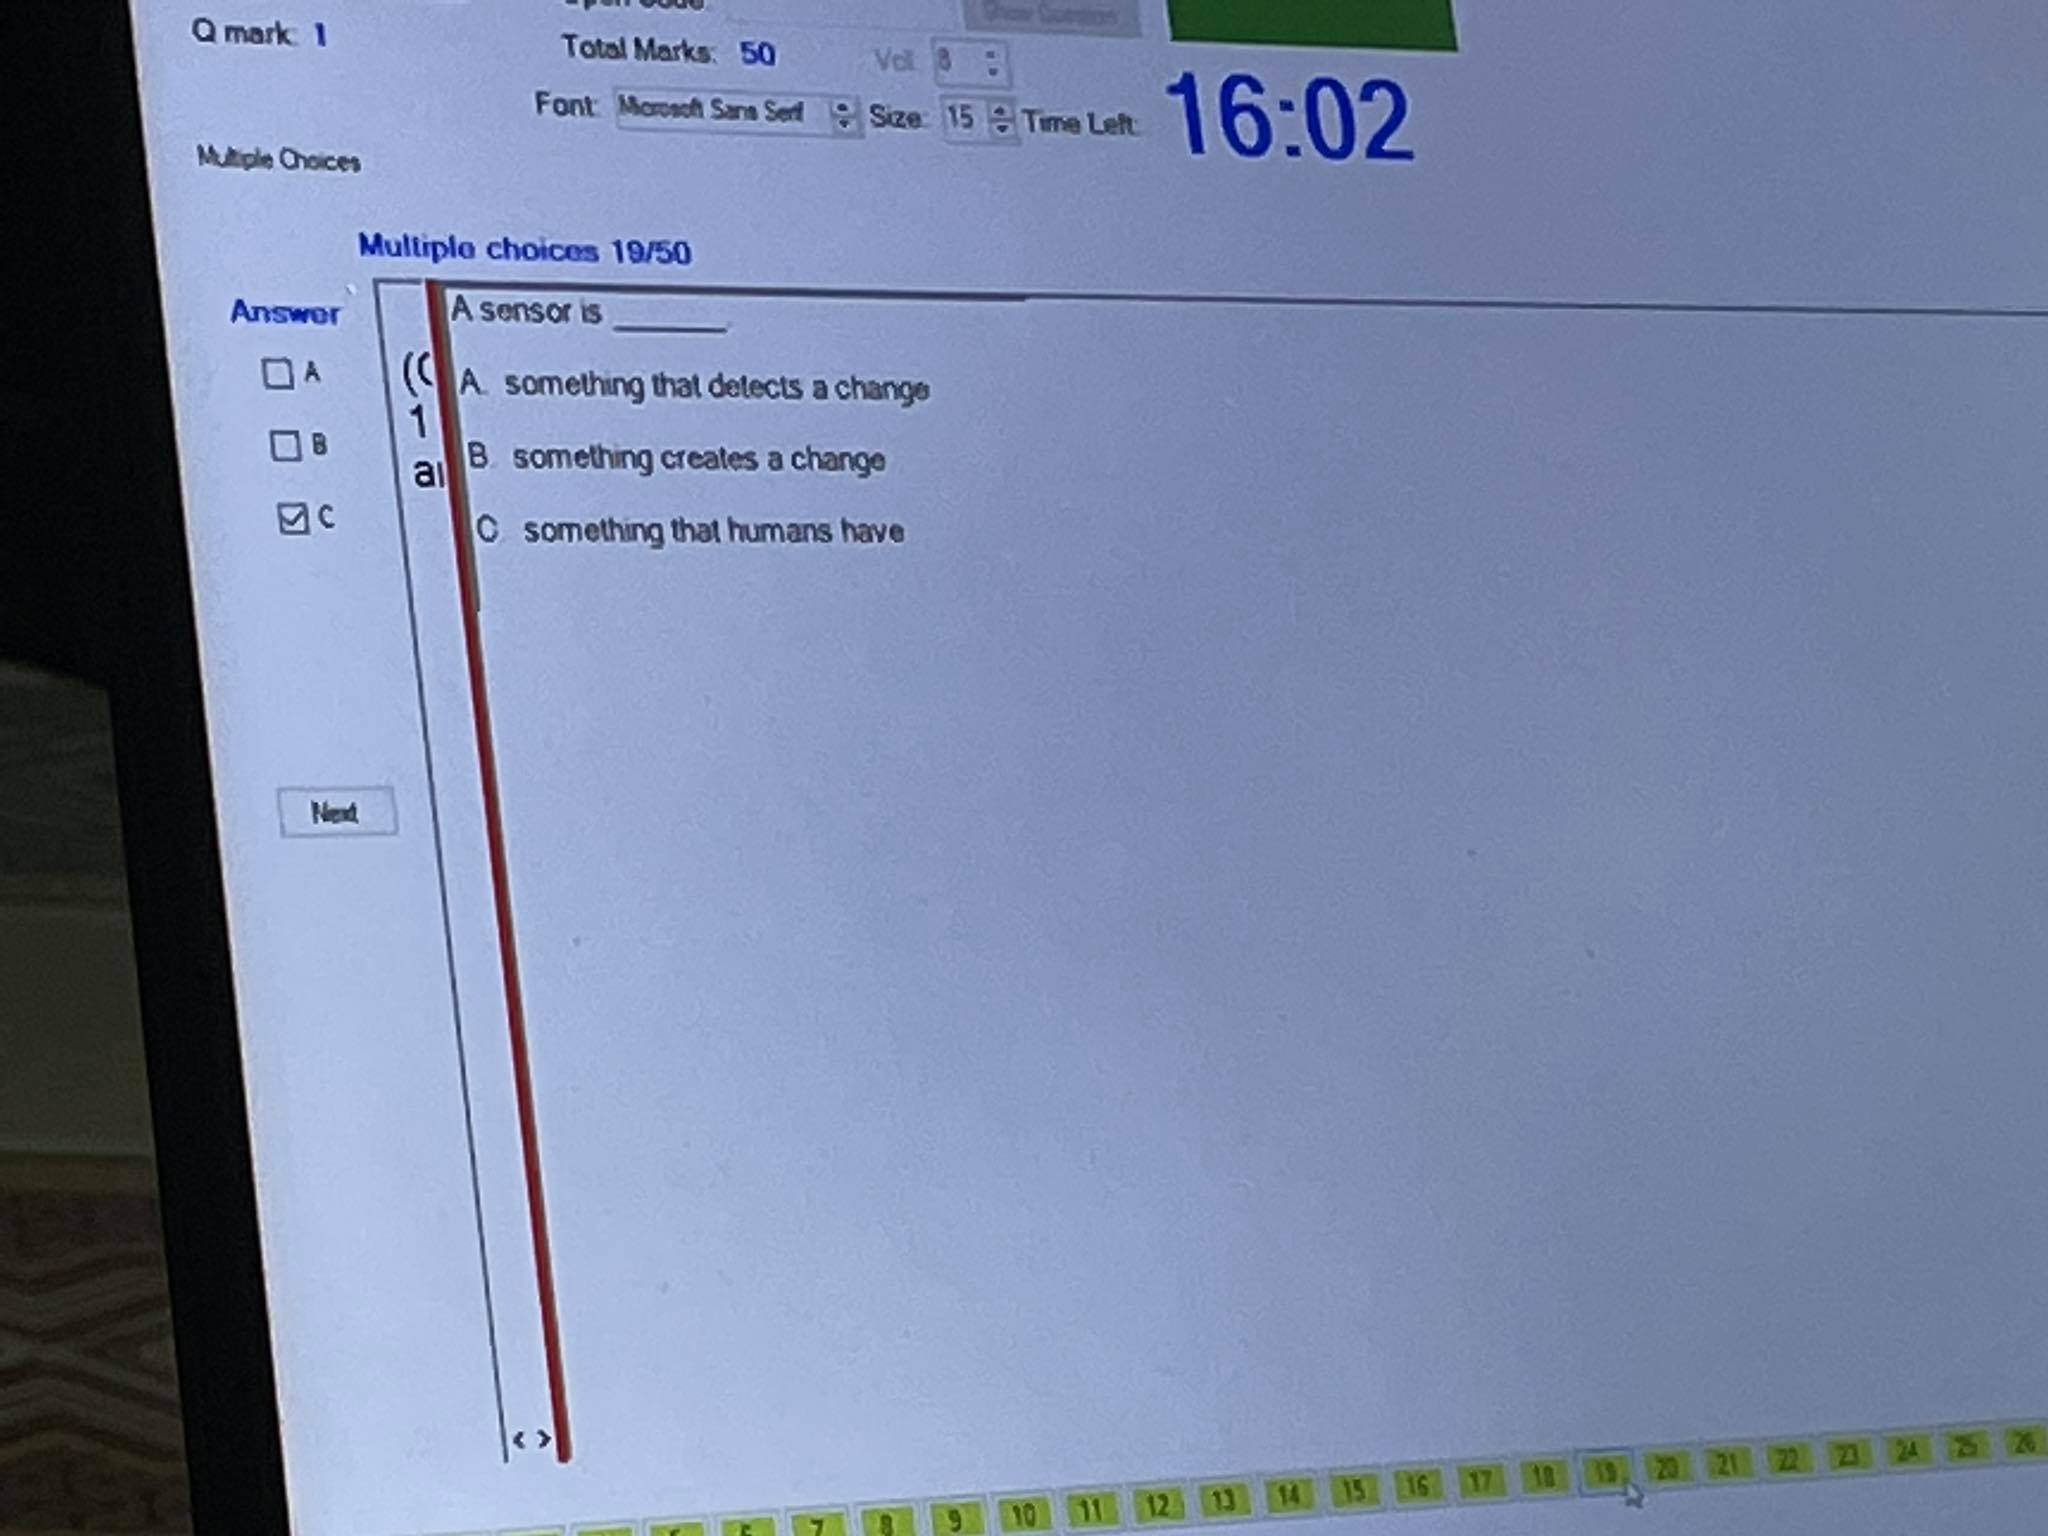 Q mark: 1
Total Marks: 50
Vol: 8
Font: Microsoft Sans Serif Size: 15 Time Left: 16:02
Multiple Choices
Multiple choices 19/50
Answer
A sensor is ______
A
A. something that detects a change
B
B. something creates a change
C
C. something that humans have
((
1
Next
< >
7 8 9 10 11 12 13 14 15 16 17 18 19 20 21 22 23 24 25 26